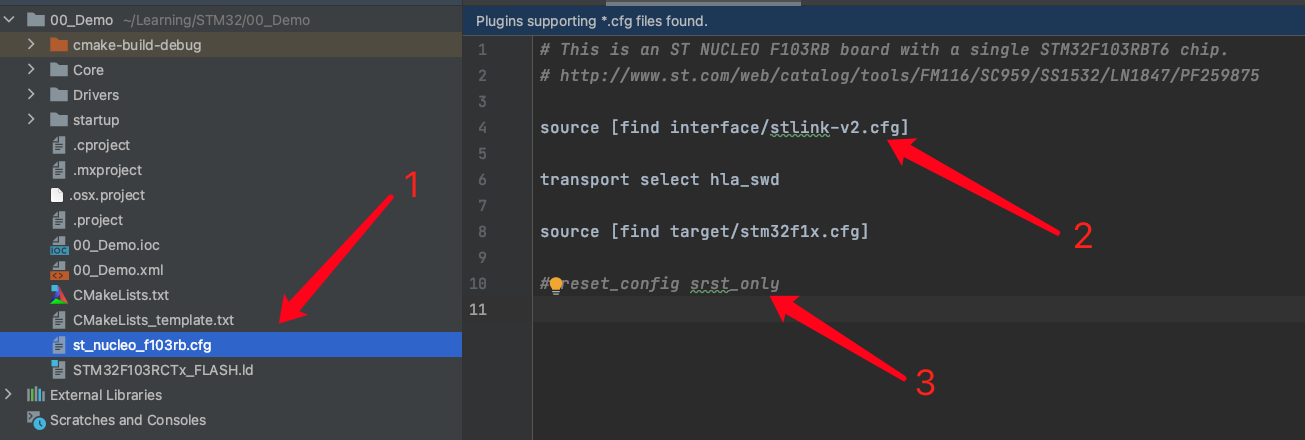 00_Demo ~/Learning/STM32/00_Demo
cmake-build-debug
Core
Drivers
startup
.cproject
.mxproject
.osx.project
.project
00_Demo.ioc
00_Demo.xml
CMakeLists.txt
CMakeLists_template.txt
st_nucleo_f103rb.cfg
STM32F103RCTx_FLASH.ld
External Libraries
Scratches and Consoles
1
Plugins supporting *.cfg files found.
1 # This is an ST NUCLEO F103RB board with a single STM32F103RBT6 chip.
2 # http://www.st.com/web/catalog/tools/FM116/SC959/SS1532/LN1847/PF259875
3
4 source [find interface/stlink-v2.cfg]
5
6 transport select hla_swd
7
8 source [find target/stm32f1x.cfg]
9
10 # reset_config srst_only
11
2
3